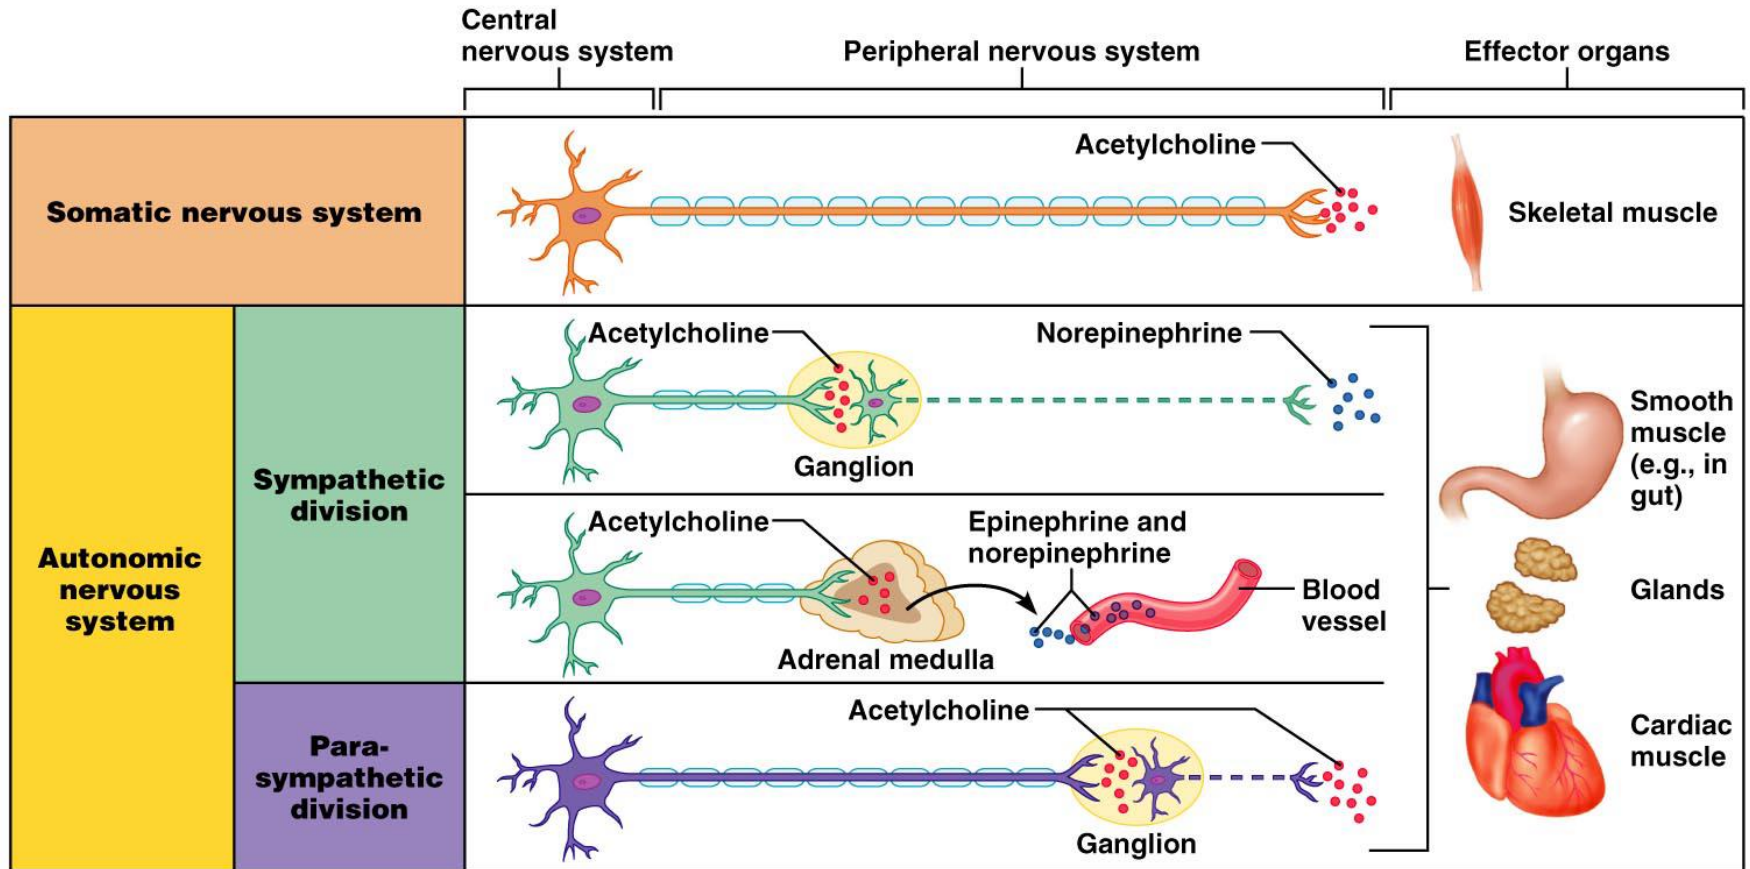 Central
nervous system
Peripheral nervous system
Effector organs
Somatic nervous system
Acetylcholine
Skeletal muscle
Autonomic
nervous
system
Sympathetic
division
Acetylcholine
Ganglion
Norepinephrine
Acetylcholine
Adrenal medulla
Epinephrine and
norepinephrine
Blood
vessel
Para-
sympathetic
division
Acetylcholine
Ganglion
Smooth
muscle
(e.g., in
gut)
Glands
Cardiac
muscle